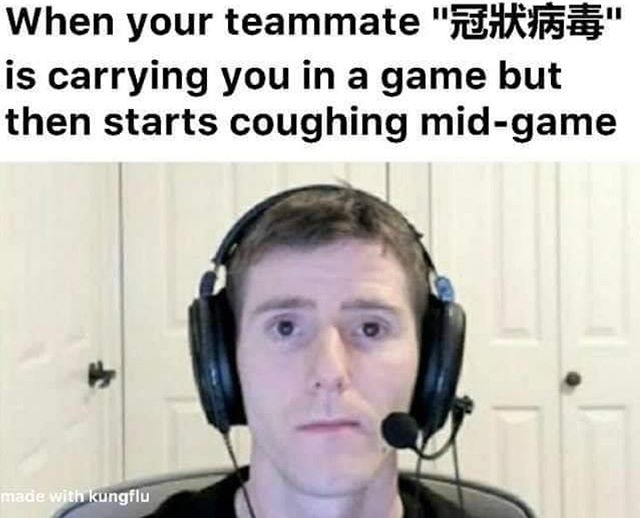 When your teammate "冠狀病毒"
is carrying you in a game but
then starts coughing mid-game
made with kungflu